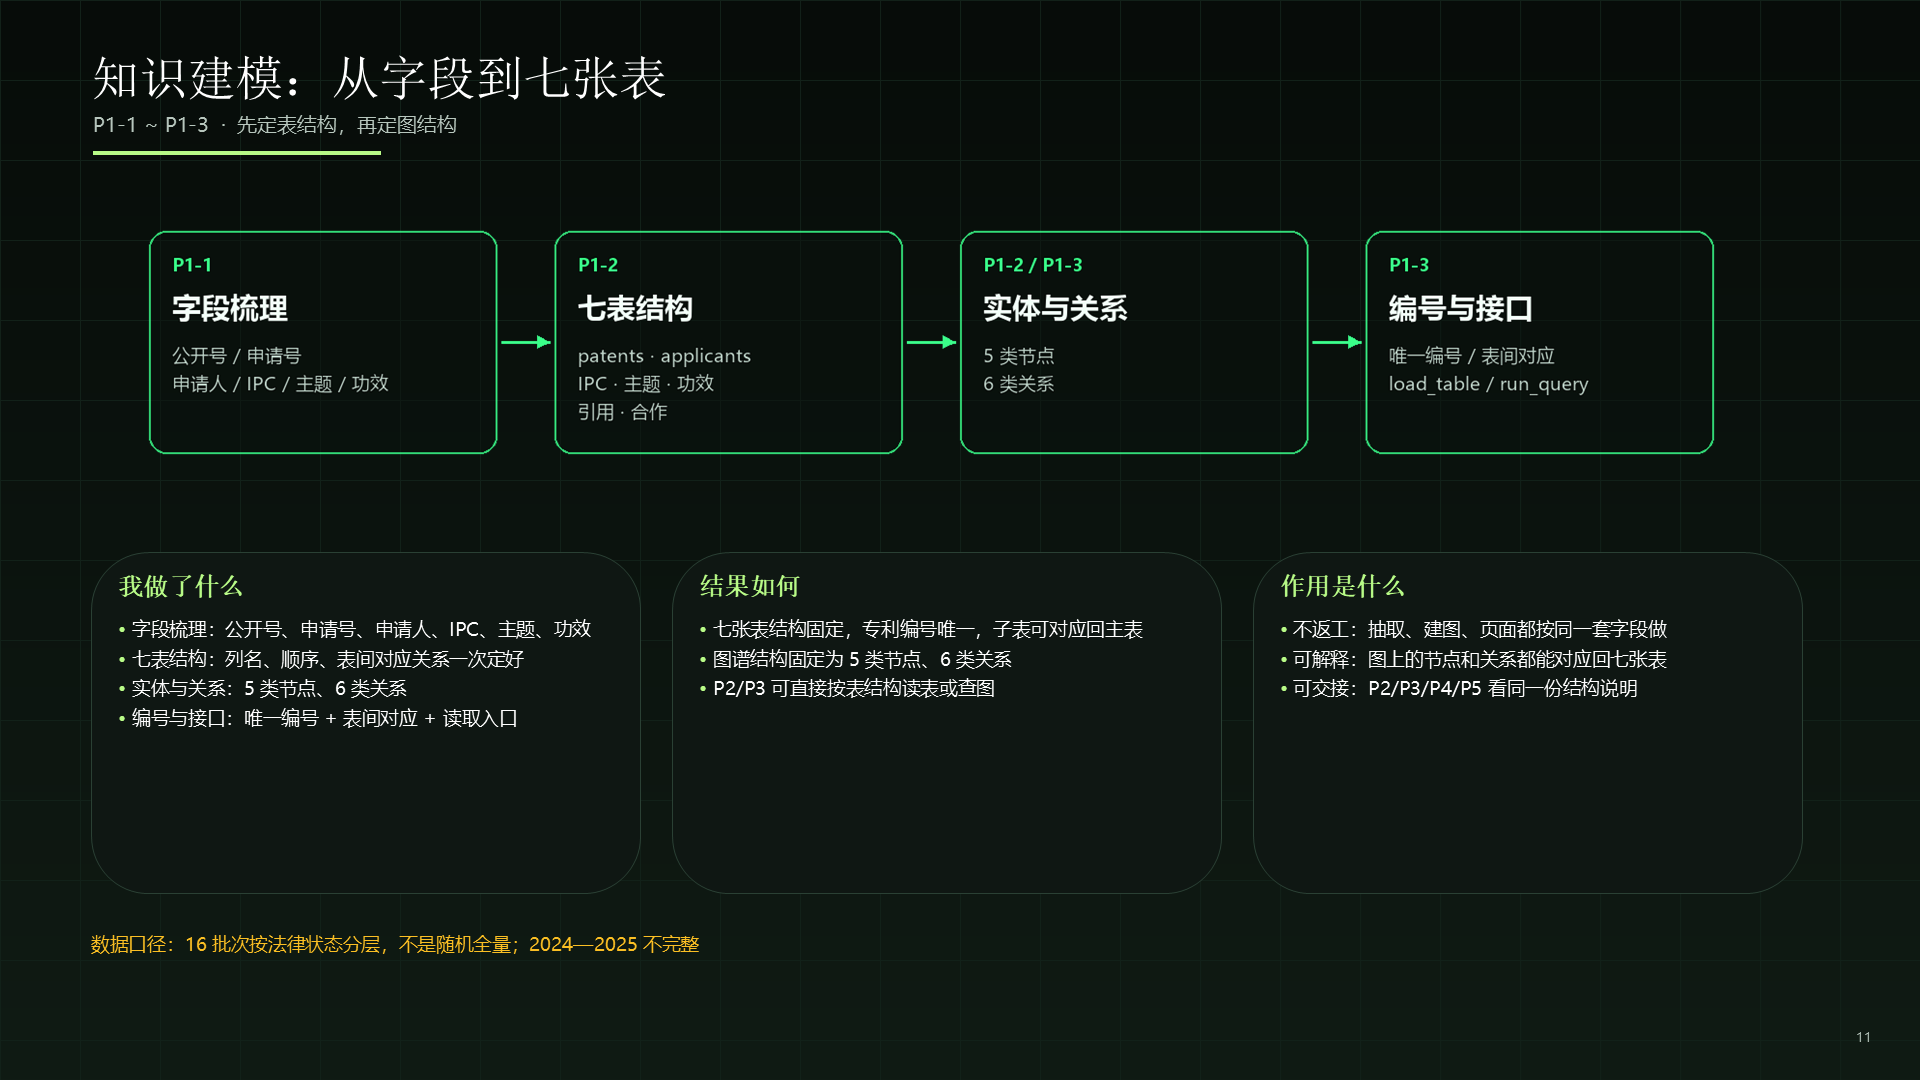 知识建模：从字段到七张表
P1-1 ~ P1-3 · 先定表结构，再定图结构
P1-1
字段梳理
公开号 / 申请号
申请人 / IPC / 主题 / 功效
P1-2
七表结构
patents · applicants
IPC · 主题 · 功效
引用 · 合作
P1-2 / P1-3
实体与关系
5 类节点
6 类关系
P1-3
编号与接口
唯一编号 / 表间对应
load_table / run_query
我做了什么
• 字段梳理：公开号、申请号、申请人、IPC、主题、功效
• 七表结构：列名、顺序、表间对应关系一次定好
• 实体与关系：5 类节点、6 类关系
• 编号与接口：唯一编号 + 表间对应 + 读取入口
结果如何
• 七张表结构固定，专利编号唯一，子表可对应回主表
• 图谱结构固定为 5 类节点、6 类关系
• P2/P3 可直接按表结构读表或查图
作用是什么
• 不返工：抽取、建图、页面都按同一套字段做
• 可解释：图上的节点和关系都能对应回七张表
• 可交接：P2/P3/P4/P5 看同一份结构说明
数据口径：16 批次按法律状态分层，不是随机全量；2024—2025 不完整
11